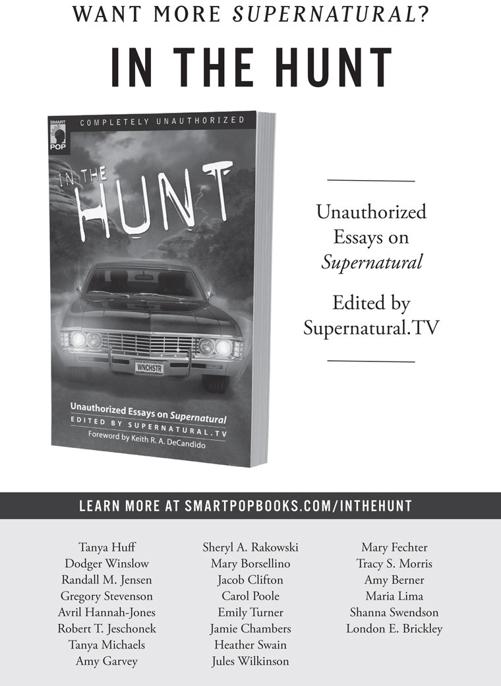 WANT MORE SUPERNATURAL?
IN THE HUNT
SMART
POP
COMPLETELY UNAUTHORIZED
IN THE
HUNT
WNCHSTR
Unauthorized Essays on Supernatural
EDITED BY SUPERNATURAL.TV
Foreword by Keith R. A. DeCandido
Unauthorized
Essays on
Supernatural
Edited by
Supernatural.TV
LEARN MORE AT SMARTPOPBOOKS.COM/INTHEHUNT
Tanya Huff
Dodger Winslow
Randall M. Jensen
Gregory Stevenson
Avril Hannah-Jones
Robert T. Jeschonek
Tanya Michaels
Amy Garvey
Sheryl A. Rakowski
Mary Borsellino
Jacob Clifton
Carol Poole
Emily Turner
Jamie Chambers
Heather Swain
Jules Wilkinson
Mary Fechter
Tracy S. Morris
Amy Berner
Maria Lima
Shanna Swendson
London E. Brickley